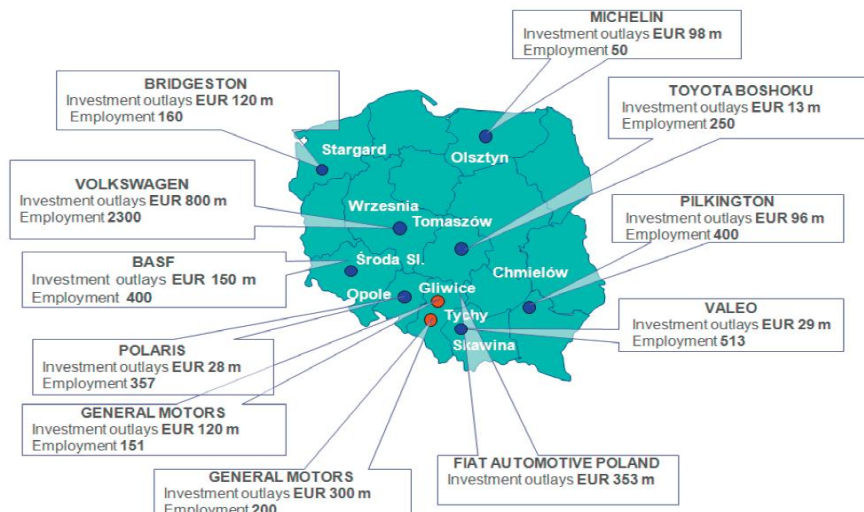 MICHELIN
Investment outlays EUR 98 m
Employment 50
BRIDGESTON
Investment outlays EUR 120 m
Employment 160
TOYOTA BOSHOKU
Investment outlays EUR 13 m
Employment 250
Stargard
Olsztyn
VOLKSWAGEN
Investment outlays EUR 800 m
Employment 2300
Wrzesnia
Tomaszów
PILKINGTON
Investment outlays EUR 96 m
Employment 400
BASF
Investment outlays EUR 150 m
Employment 400
Środa Sl.
Chmielów
Gliwice
Opole
Tychy
Skawina
VALEO
Investment outlays EUR 29 m
Employment 513
POLARIS
Investment outlays EUR 28 m
Employment 357
GENERAL MOTORS
Investment outlays EUR 120 m
Employment 151
GENERAL MOTORS
Investment outlays EUR 300 m
Employment 200
FIAT AUTOMOTIVE POLAND
Investment outlays EUR 353 m